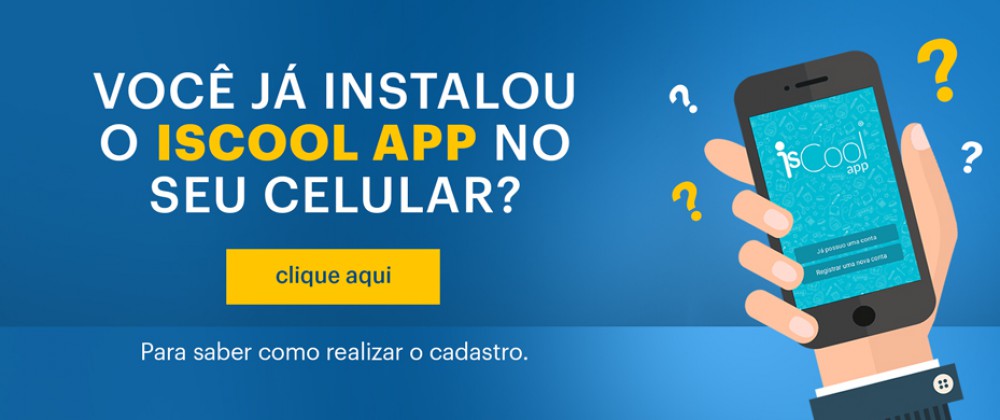 VOCÊ JÁ INSTALOU
O ISCOOL APP NO
SEU CELULAR?
clique aqui
Para saber como realizar o cadastro.
isCool
app
Já possuo uma conta
Registrar uma nova conta